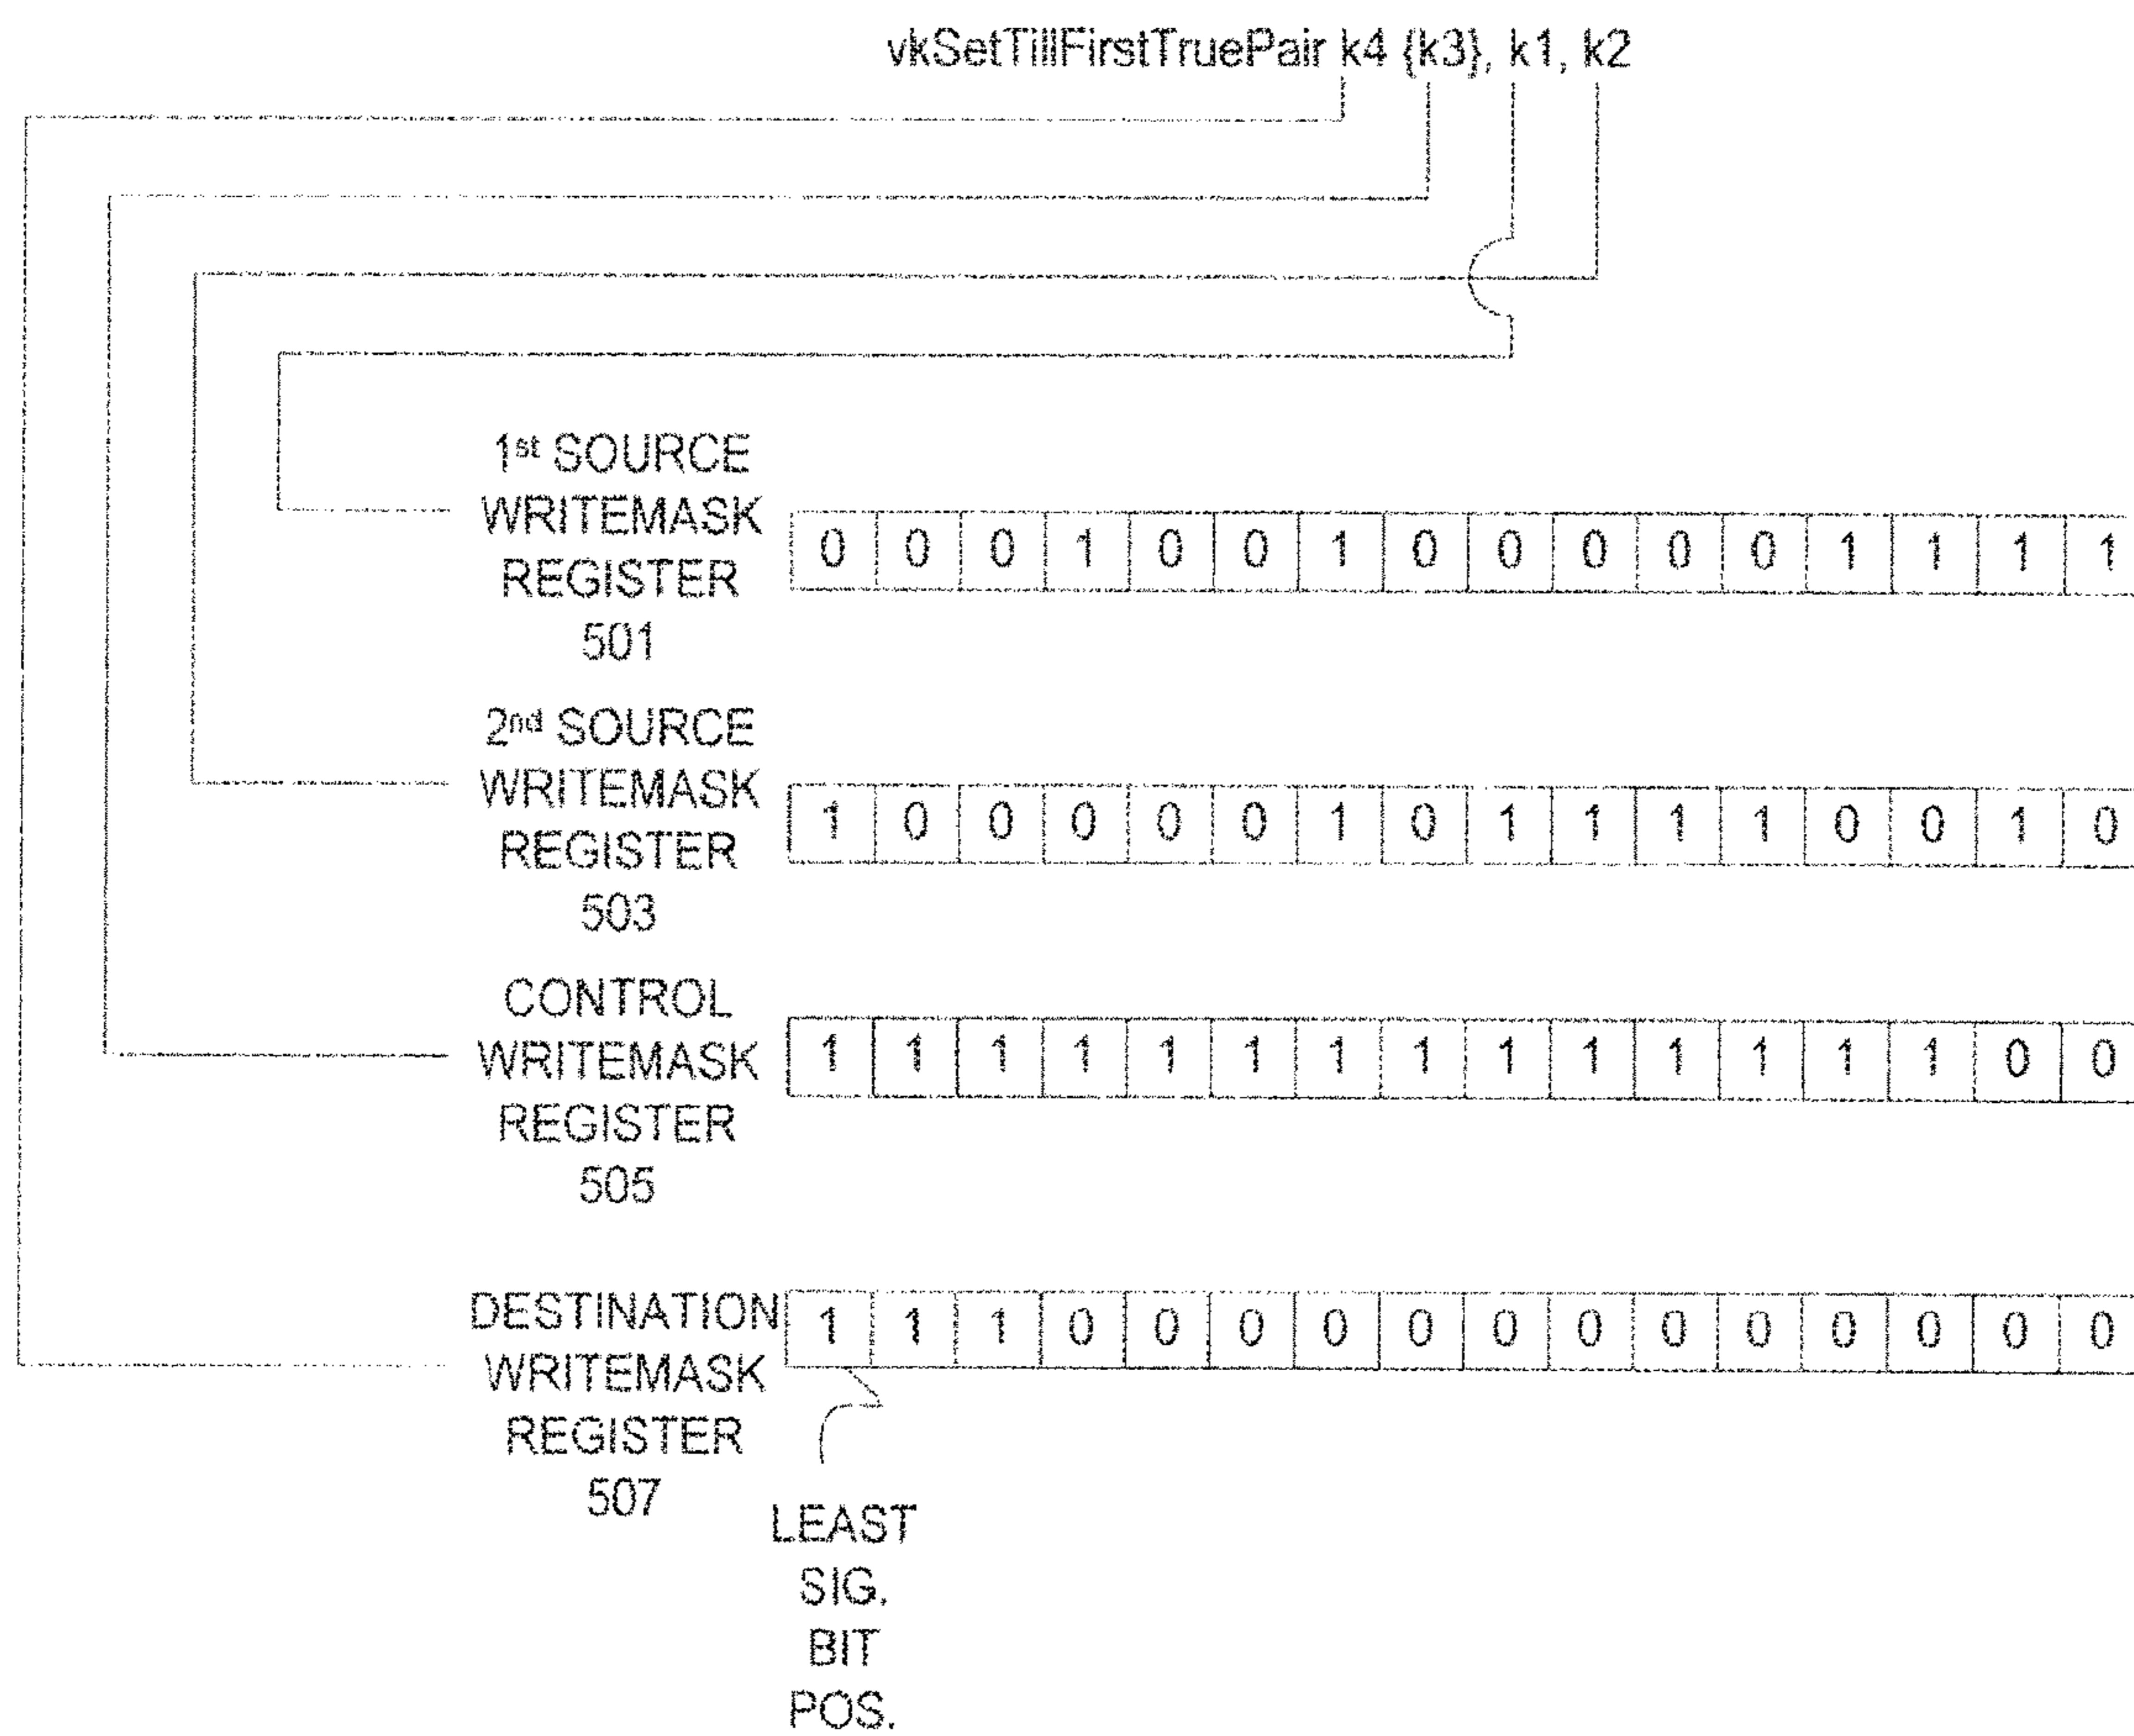 vkSetTillFirstTruePair k4 {k3}, k1, k2
1st SOURCE
WRITEMASK
REGISTER
501
0 0 0 1 0 0 1 0 0 0 0 0 1 1 1 1
2nd SOURCE
WRITEMASK
REGISTER
503
1 0 0 0 0 0 1 0 1 1 1 1 0 0 1 0
CONTROL
WRITEMASK
REGISTER
505
1 1 1 1 1 1 1 1 1 1 1 1 1 1 0 0
DESTINATION
WRITEMASK
REGISTER
507
1 1 1 0 0 0 0 0 0 0 0 0 0 0 0 0
LEAST
SIG.
BIT
POS.